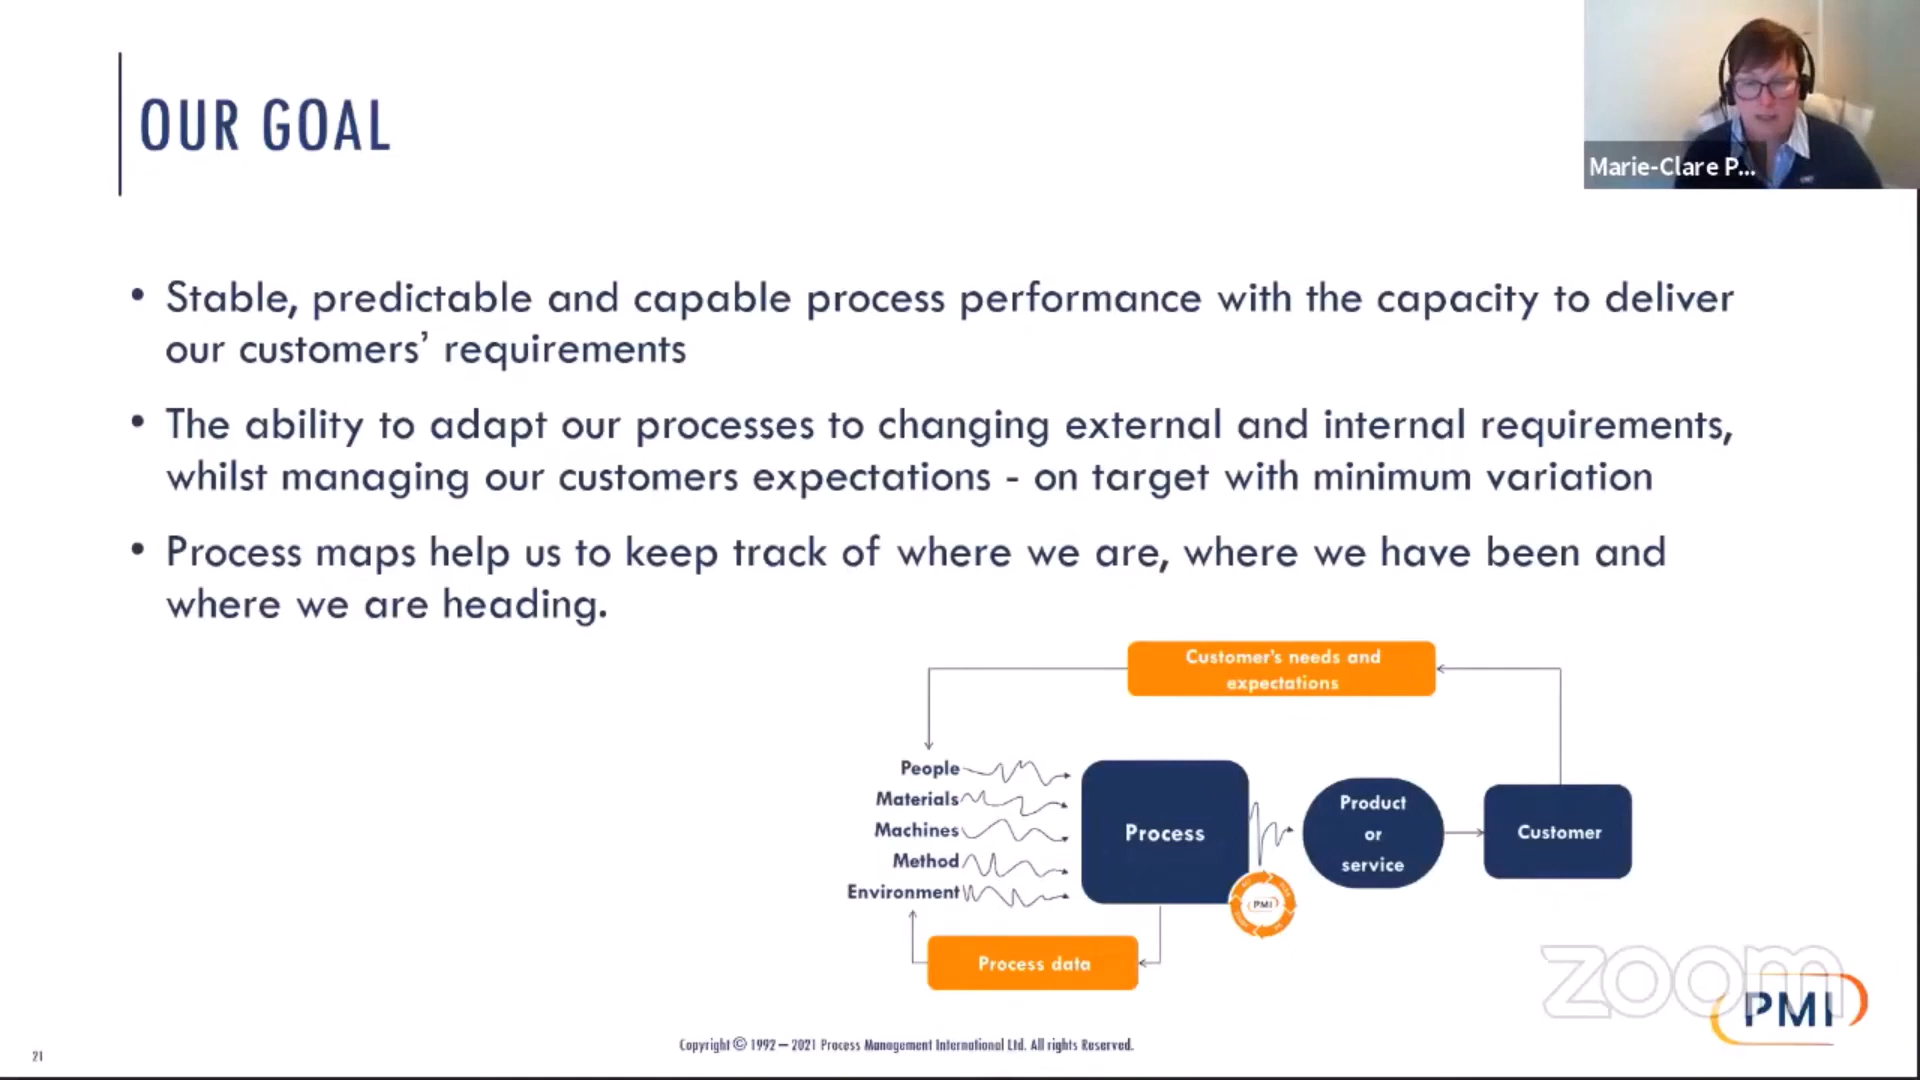 OUR GOAL
Marie-Clare P...
• Stable, predictable and capable process performance with the capacity to deliver
our customers’ requirements
• The ability to adapt our processes to changing external and internal requirements,
whilst managing our customers expectations - on target with minimum variation
• Process maps help us to keep track of where we are, where we have been and
where we are heading.
Customer's needs and
expectations
People
Materials
Machines
Method
Environment
Process
Product
or
service
Customer
PMI
Process data
zoom
PMI
Copyright © 1992 – 2021 Process Management International Ltd. All rights Reserved.
21